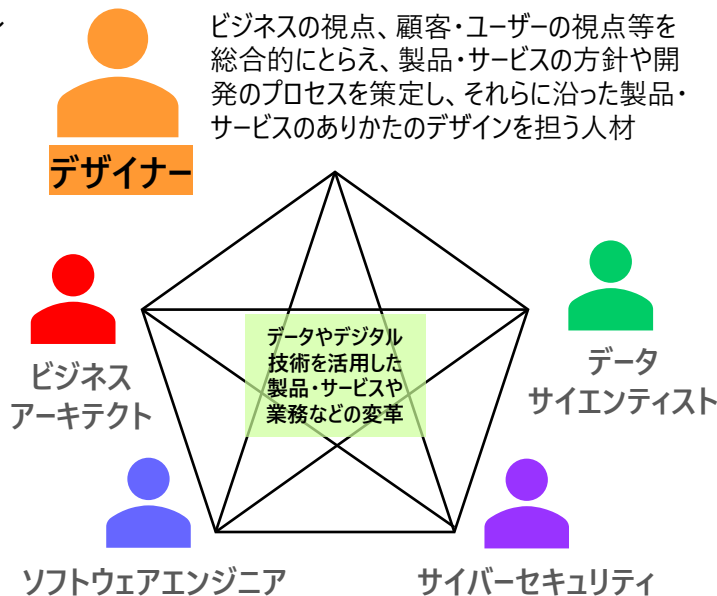 ビジネスの視点、顧客・ユーザーの視点等を
総合的にとらえ、製品・サービスの方針や開
発のプロセスを策定し、それらに沿った製品・
サービスのありかたのデザインを担う人材
デザイナー
データやデジタル
技術を活用した
製品・サービスや
業務などの変革
ビジネス
アーキテクト
データ
サイエンティスト
ソフトウェアエンジニア
サイバーセキュリティ